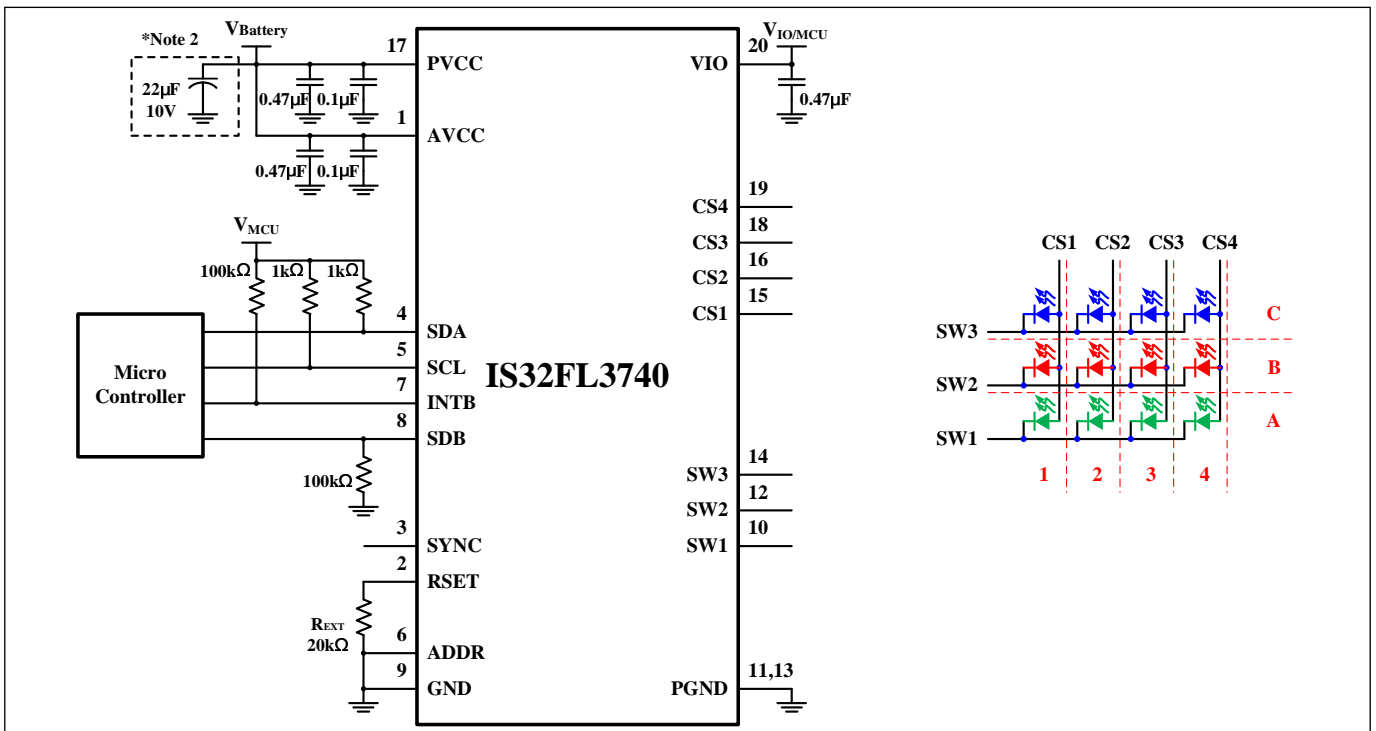 *Note 2
VBattery
22µF
10V
0.47µF
0.1µF
17
PVCC
0.47µF
0.1µF
1
AVCC
VMCU
100kΩ
1kΩ
1kΩ
Micro
Controller
4
SDA
5
SCL
7
INTB
8
SDB
100kΩ
3
SYNC
2
RSET
REXT
20kΩ
6
ADDR
9
GND
IS32FL3740
VIO/MCU
20
VIO
0.47µF
19
CS4
18
CS3
16
CS2
15
CS1
14
SW3
12
SW2
10
SW1
11,13
PGND
CS1 CS2 CS3 CS4
SW3
C
SW2
B
SW1
A
1 2 3 4